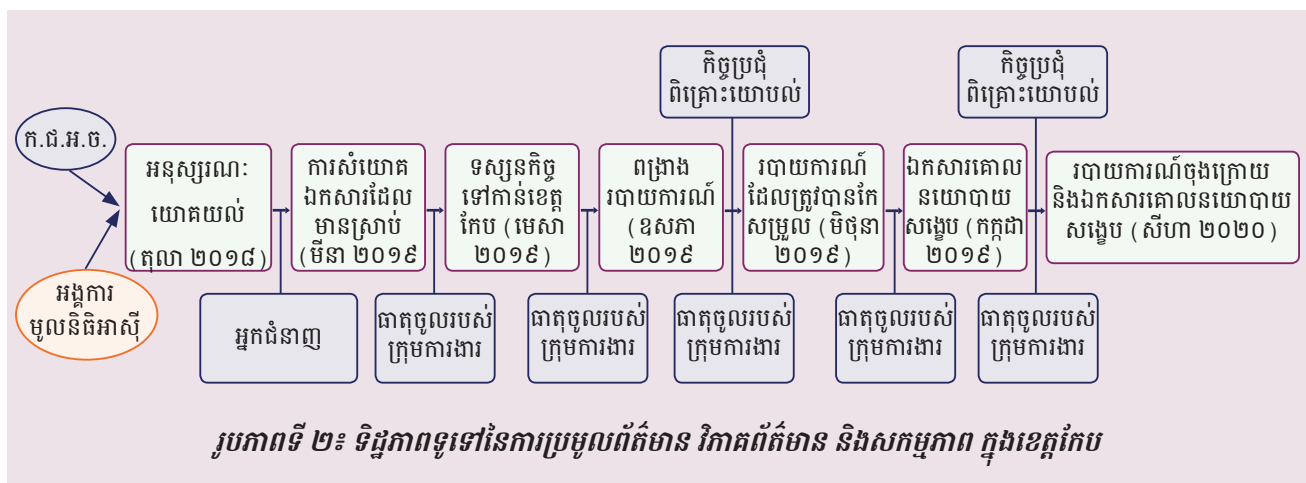 កិច្ចប្រជុំ
ពិគ្រោះយោបល់
កិច្ចប្រជុំ
ពិគ្រោះយោបល់
ក.ជ.អ.ច.
អនុស្សរណៈ
យោគយល់
(តុលា ២០១៨)
ការសំយោគ
ឯកសារដែល
មានស្រាប់
(មីនា ២០១៩
ទស្សនកិច្ច
ទៅកាន់ខេត្ត
កែប (មេសា
២០១៩)
ពង្រាង
របាយការណ៍
(ឧសភា
២០១៩
របាយការណ៍
ដែលត្រូវបានកែ
សម្រួល (មិថុនា
២០១៩)
ឯកសារគោល
នយោបាយ
សង្ខេប (កក្កដា
២០១៩)
របាយការណ៍ចុងក្រោយ
និងឯកសារគោលនយោបាយ
សង្ខេប (សីហា ២០២០)
អង្គការ
មូលនិធិអាស៊ី
អ្នកជំនាញ
ធាតុចូលរបស់
ក្រុមការងារ
ធាតុចូលរបស់
ក្រុមការងារ
ធាតុចូលរបស់
ក្រុមការងារ
ធាតុចូលរបស់
ក្រុមការងារ
ធាតុចូលរបស់
ក្រុមការងារ
រូបភាពទី ២៖ ទិដ្ឋភាពទូទៅនៃការប្រមូលព័ត៌មាន វិភាគព័ត៌មាន និងសកម្មភាព ក្នុងខេត្តកែប